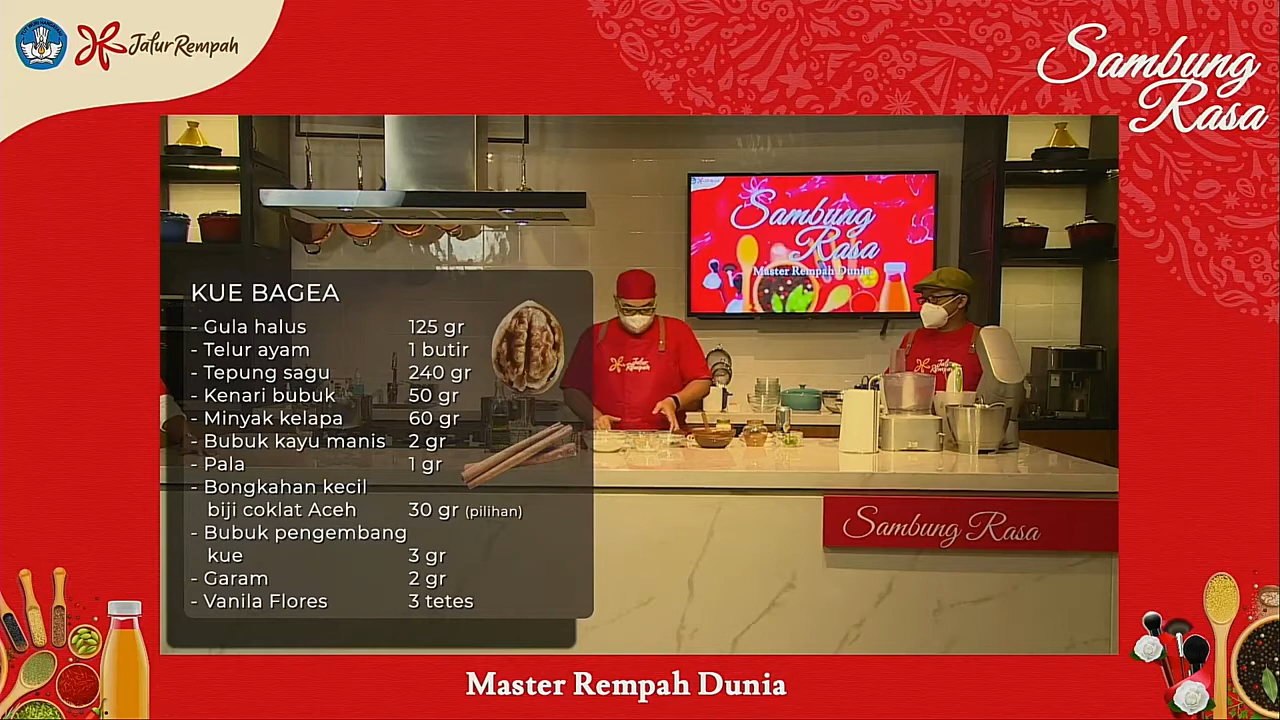 Jalur Rempah
Sambung
Rasa
Sambung
Rasa
Master Rempah Dunia
KUE BAGEA
- Gula halus 125 gr
- Telur ayam 1 butir
- Tepung sagu 240 gr
- Kenari bubuk 50 gr
- Minyak kelapa 60 gr
- Bubuk kayu manis 2 gr
- Pala 1 gr
- Bongkahan kecil
biji coklat Aceh 30 gr (pilihan)
- Bubuk pengembang
kue 3 gr
- Garam 2 gr
- Vanila Flores 3 tetes
Jalur
Rempah
Sambung Rasa
Master Rempah Dunia